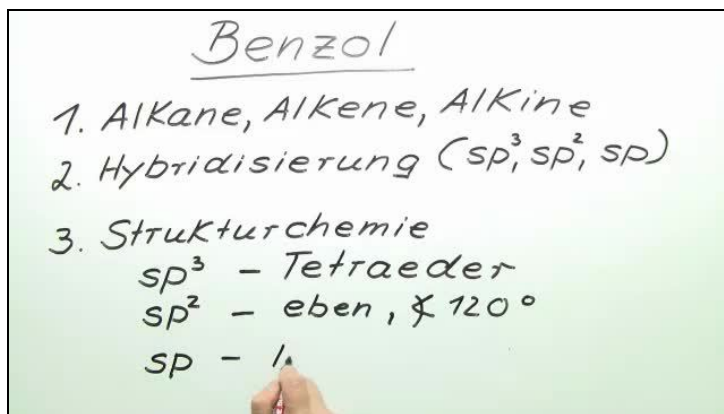 Benzol
1. Alkane, Alkene, Alkine
2. Hybridisierung (sp³, sp², sp)
3. Strukturchemie
sp³ - Tetraeder
sp² - eben, ∢ 120°
sp -